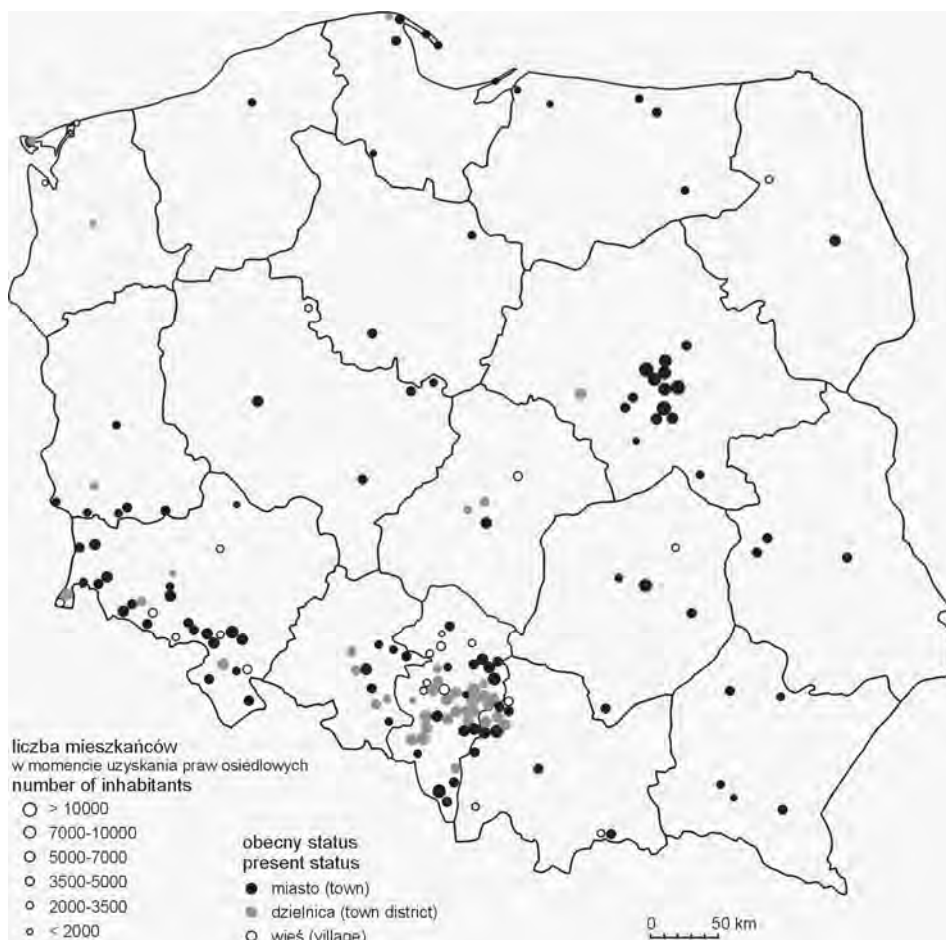 liczba mieszkańców
w momencie uzyskania praw osiedlowych
number of inhabitants
> 10000
7000-10000
5000-7000
3500-5000
2000-3500
< 2000
obecny status
present status
miasto (town)
dzielnica (town district)
wieś (village)
0 50 km